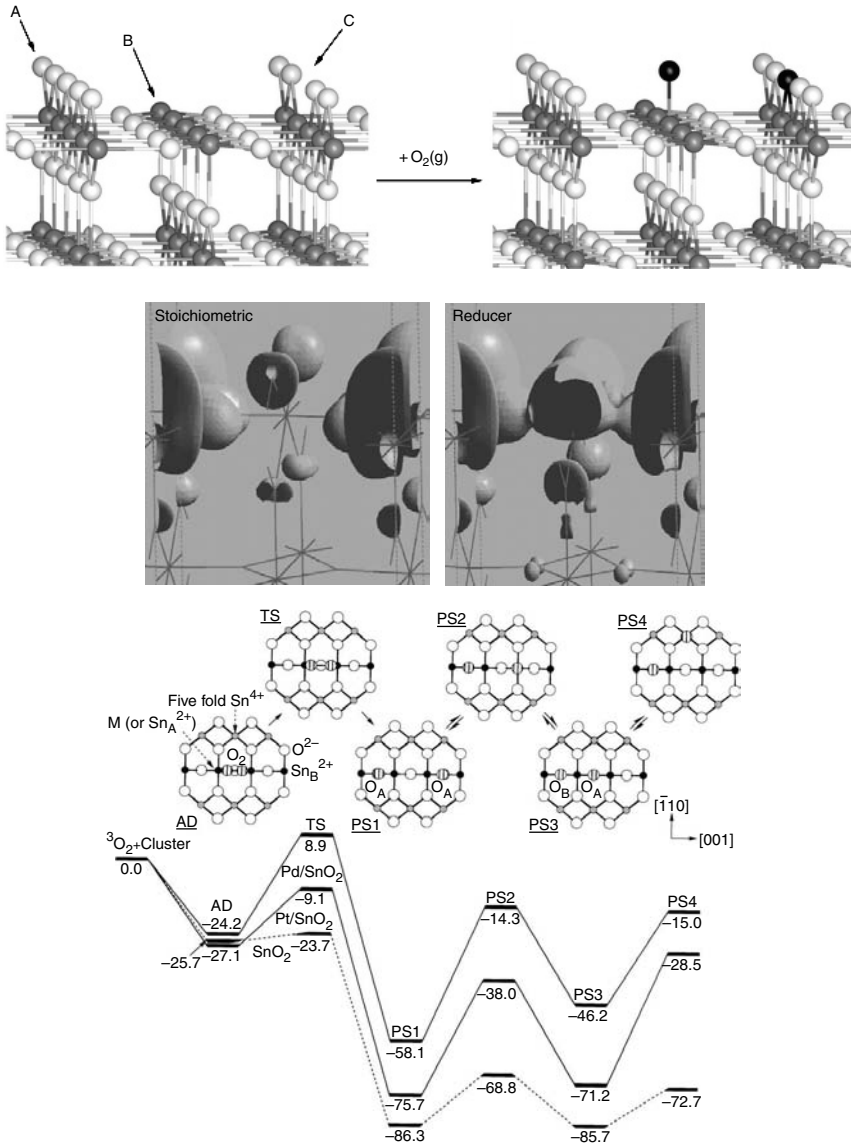 A
B
C
+ O2(g)
Stoichiometric
Reducer
TS
PS2
PS4
Five fold Sn4+
M (or SnA2+)
O2
O2−
SnB2+
OA
OA
OB
OA
AD
PS1
PS3
[1̄10]
[001]
3O2+Cluster
0.0
TS
8.9
Pd/SnO2
−9.1
AD
−24.2
Pt/SnO2
−23.7
−25.7
−27.1
SnO2
PS2
−14.3
PS4
−15.0
−28.5
−38.0
PS3
−46.2
PS1
−58.1
−75.7
−68.8
−71.2
−72.7
−86.3
−85.7